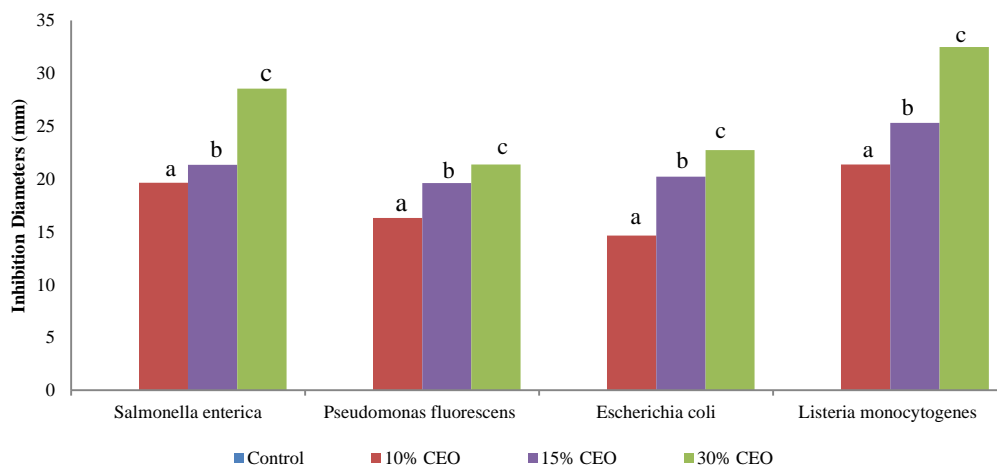 Inhibition Diameters (mm)
35
30
25
20
15
10
5
0
a
b
c
a
b
c
a
b
c
a
b
c
Salmonella enterica
Pseudomonas fluorescens
Escherichia coli
Listeria monocytogenes
Control
10% CEO
15% CEO
30% CEO